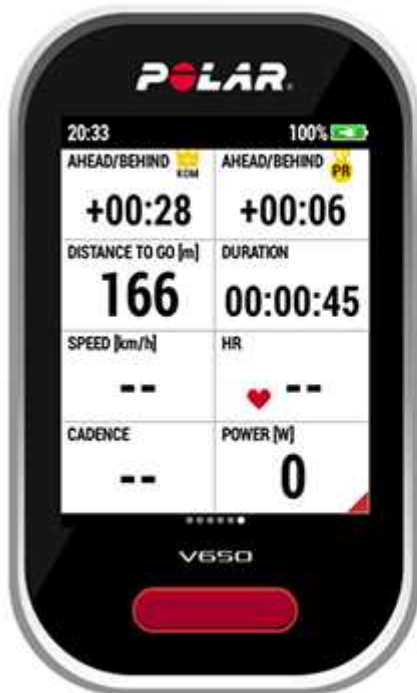 POLAR
20:33 100%
AHEAD/BEHIND KOM AHEAD/BEHIND PR
+00:28 +00:06
DISTANCE TO GO [m] DURATION
166 00:00:45
SPEED [km/h] HR
-- --
CADENCE POWER [W]
-- 0
V650